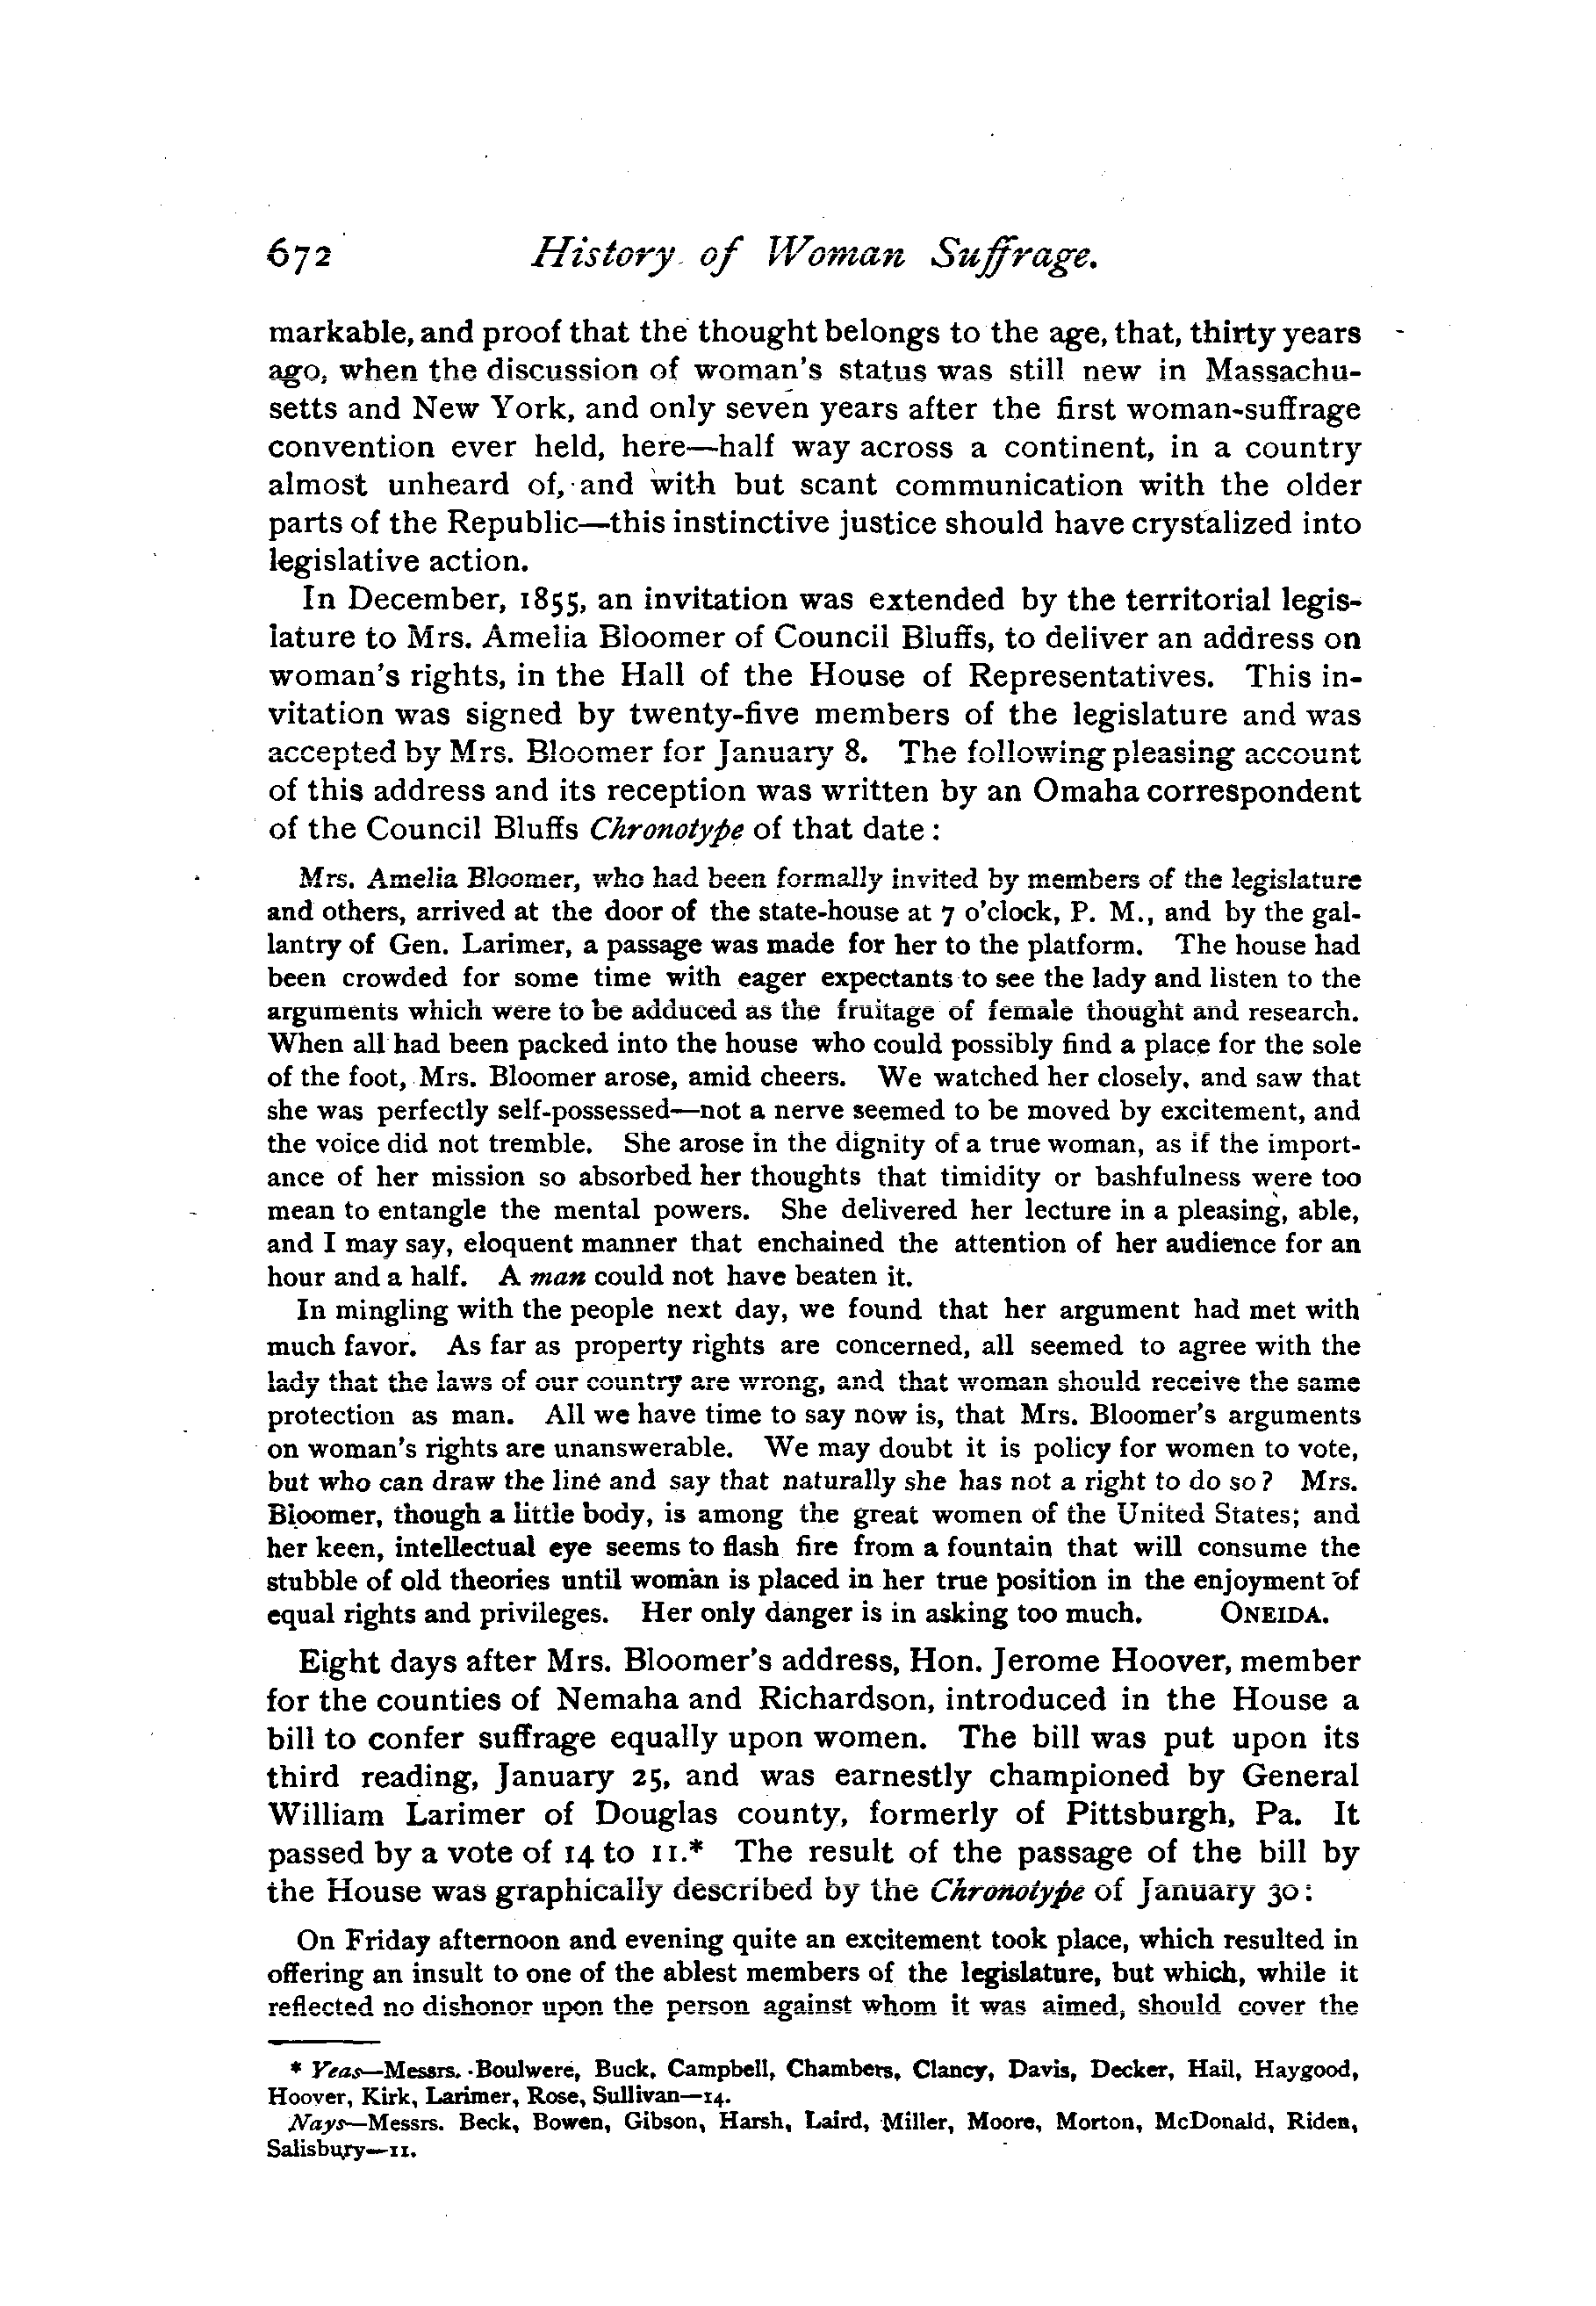 672 History of Woman Suffrage.
markable, and proof that the thought belongs to the age, that, thirty years
ago, when the discussion of woman's status was still new in Massachu-
setts and New York, and only seven years after the first woman-suffrage
convention ever held, here—half way across a continent, in a country
almost unheard of, and with but scant communication with the older
parts of the Republic—this instinctive justice should have crystalized into
legislative action.
In December, 1855, an invitation was extended by the territorial legis-
lature to Mrs. Amelia Bloomer of Council Bluffs, to deliver an address on
woman's rights, in the Hall of the House of Representatives. This in-
vitation was signed by twenty-five members of the legislature and was
accepted by Mrs. Bloomer for January 8. The following pleasing account
of this address and its reception was written by an Omaha correspondent
of the Council Bluffs Chronotype of that date :
Mrs. Amelia Bloomer, who had been formally invited by members of the legislature
and others, arrived at the door of the state-house at 7 o'clock, P. M., and by the gal-
lantry of Gen. Larimer, a passage was made for her to the platform. The house had
been crowded for some time with eager expectants to see the lady and listen to the
arguments which were to be adduced as the fruitage of female thought and research.
When all had been packed into the house who could possibly find a place for the sole
of the foot, Mrs. Bloomer arose, amid cheers. We watched her closely, and saw that
she was perfectly self-possessed—not a nerve seemed to be moved by excitement, and
the voice did not tremble. She arose in the dignity of a true woman, as if the import-
ance of her mission so absorbed her thoughts that timidity or bashfulness were too
mean to entangle the mental powers. She delivered her lecture in a pleasing, able,
and I may say, eloquent manner that enchained the attention of her audience for an
hour and a half. A man could not have beaten it.
In mingling with the people next day, we found that her argument had met with
much favor. As far as property rights are concerned, all seemed to agree with the
lady that the laws of our country are wrong, and that woman should receive the same
protection as man. All we have time to say now is, that Mrs. Bloomer's arguments
on woman's rights are unanswerable. We may doubt it is policy for women to vote,
but who can draw the line and say that naturally she has not a right to do so? Mrs.
Bloomer, though a little body, is among the great women of the United States; and
her keen, intellectual eye seems to flash fire from a fountain that will consume the
stubble of old theories until woman is placed in her true position in the enjoyment of
equal rights and privileges. Her only danger is in asking too much. ONEIDA.
Eight days after Mrs. Bloomer's address, Hon. Jerome Hoover, member
for the counties of Nemaha and Richardson, introduced in the House a
bill to confer suffrage equally upon women. The bill was put upon its
third reading, January 25, and was earnestly championed by General
William Larimer of Douglas county, formerly of Pittsburgh, Pa. It
passed by a vote of 14 to 11.* The result of the passage of the bill by
the House was graphically described by the Chronotype of January 30:
On Friday afternoon and evening quite an excitement took place, which resulted in
offering an insult to one of the ablest members of the legislature, but which, while it
reflected no dishonor upon the person against whom it was aimed, should cover the
* Yeas—Messrs. Boulwere, Buck, Campbell, Chambers, Clancy, Davis, Decker, Hail, Haygood,
Hoover, Kirk, Larimer, Rose, Sullivan—14.
Nays—Messrs. Beck, Bowen, Gibson, Harsh, Laird, Miller, Moore, Morton, McDonald, Riden,
Salisbury—11.